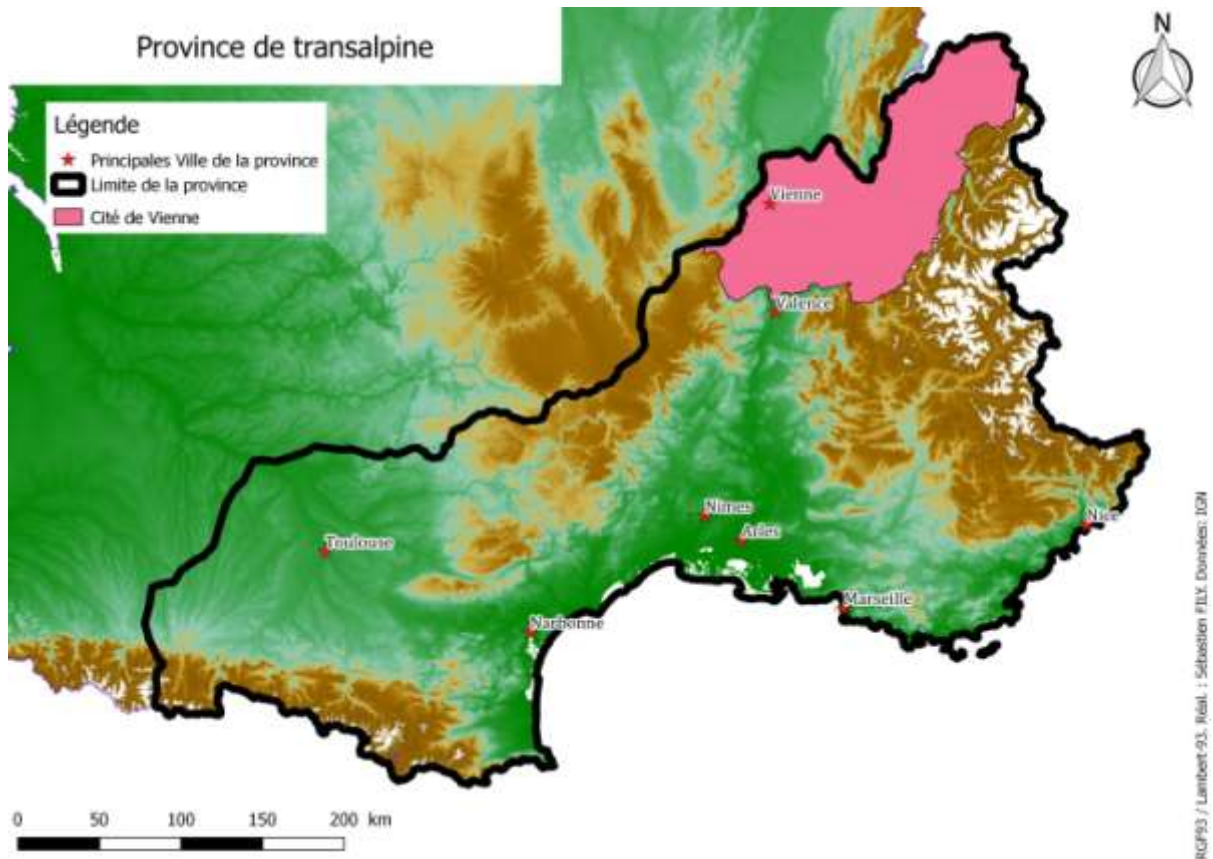 Province de transalpine
N
Légende
Principales Ville de la province
Limite de la province
Cité de Vienne
Vienne
Valence
Nimes
Arles
Nice
Toulouse
Marseille
Narbonne
0 50 100 150 200 km
RGF93 / Lambert-93. Réal. : Sébastien FILY. Données: IGN